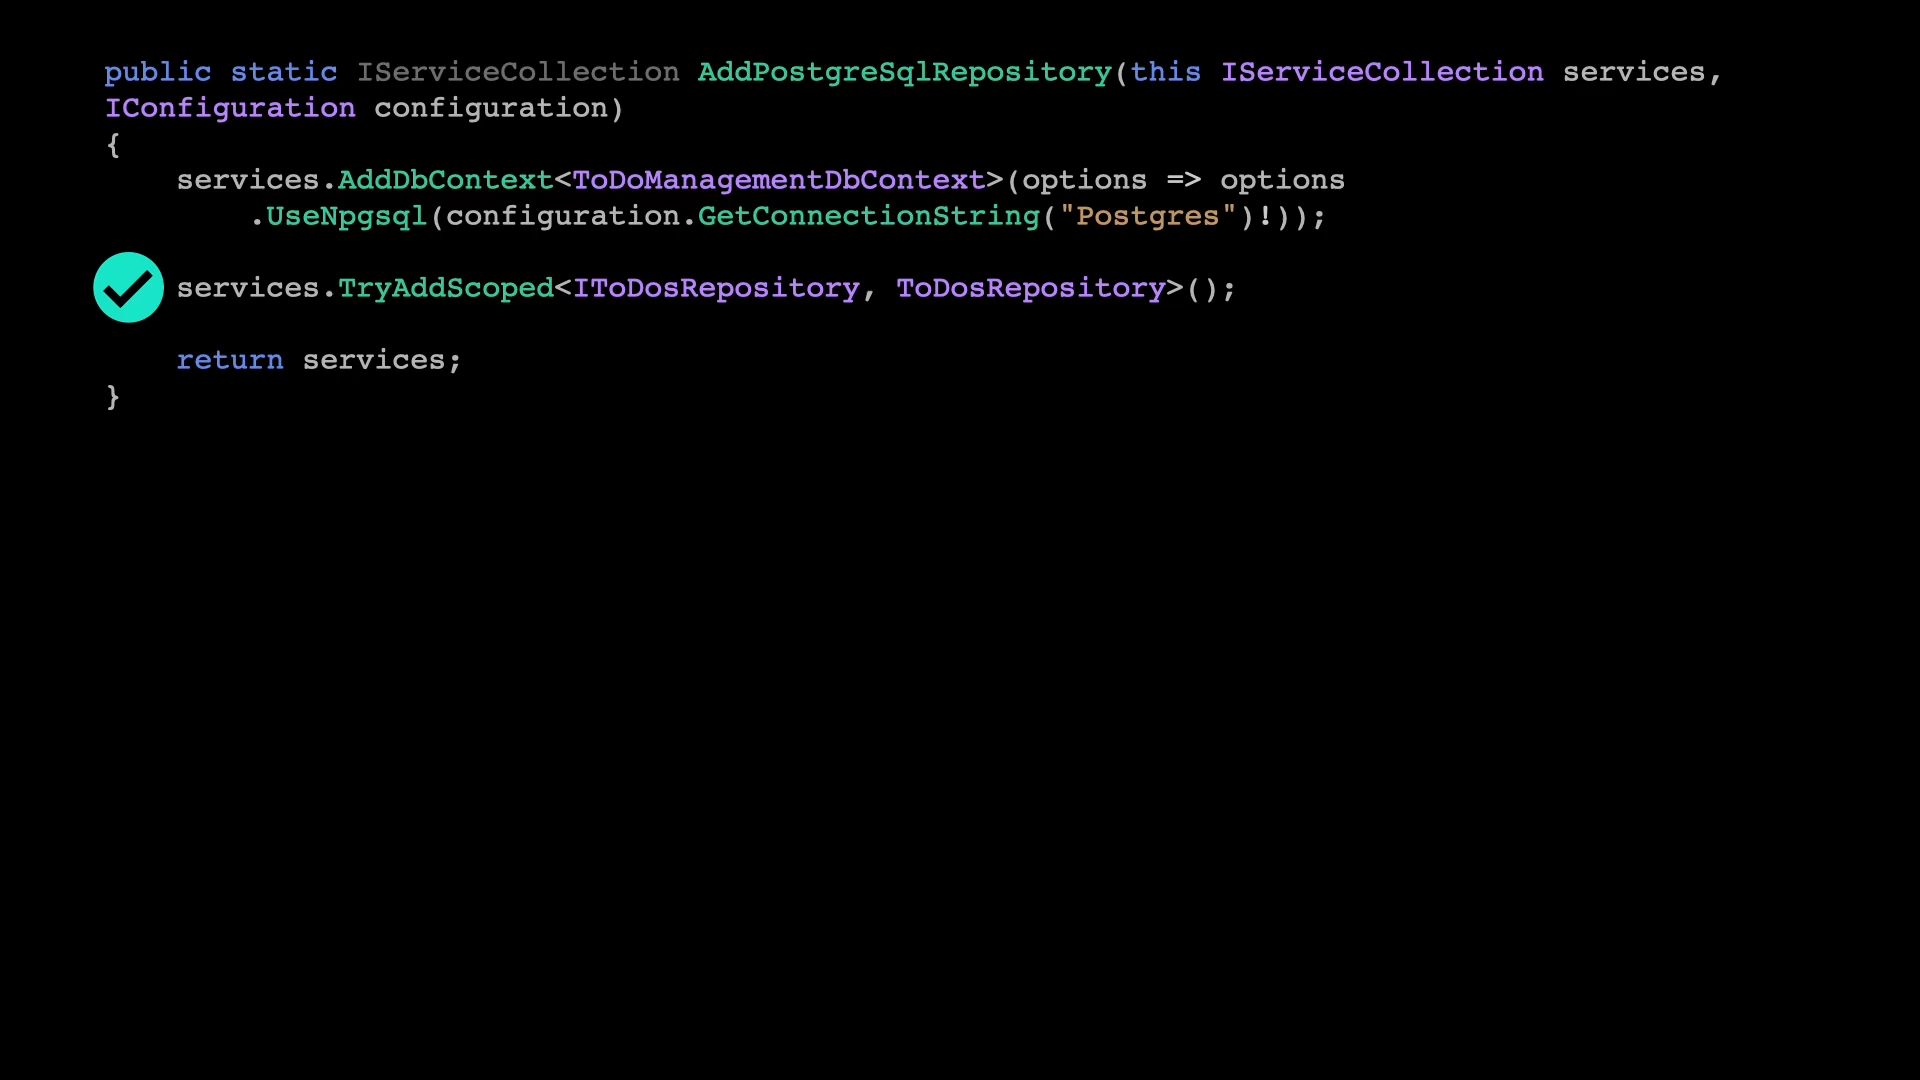 public static IServiceCollection AddPostgreSqlRepository(this IServiceCollection services,
IConfiguration configuration)
{
    services.AddDbContext<ToDoManagementDbContext>(options => options
        .UseNpgsql(configuration.GetConnectionString("Postgres")!));
    services.TryAddScoped<IToDosRepository, ToDosRepository>();
    return services;
}